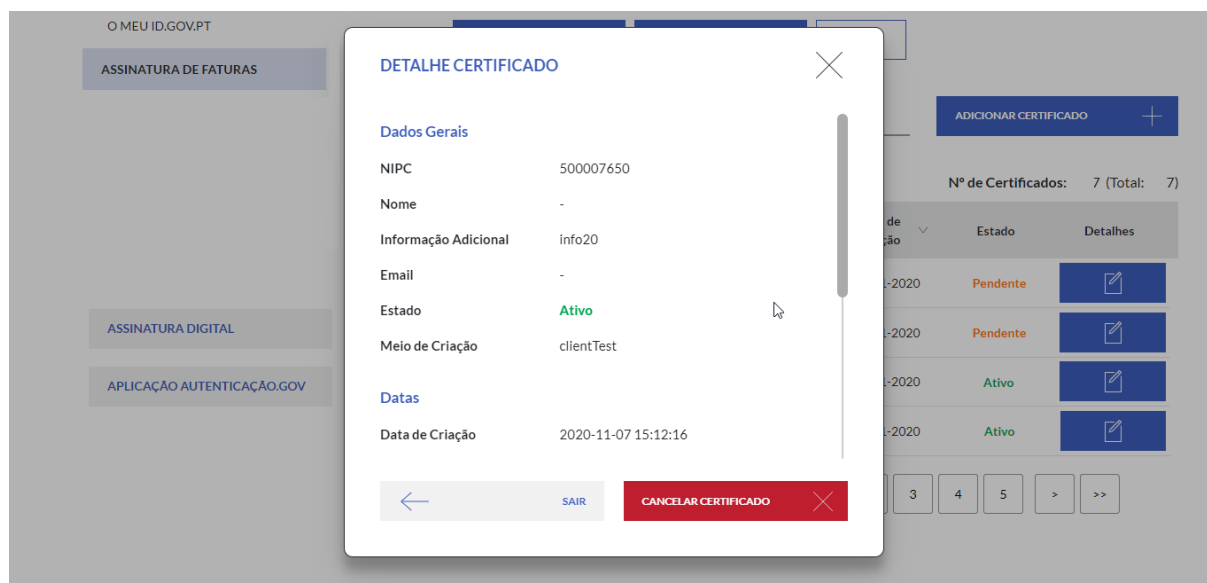 O MEU ID.GOV.PT
ASSINATURA DE FATURAS
ASSINATURA DIGITAL
APLICAÇÃO AUTENTICAÇÃO.GOV
DETALHE CERTIFICADO
Dados Gerais
NIPC 500007650
Nome -
Informação Adicional info20
Email -
Estado Ativo
Meio de Criação clientTest
Datas
Data de Criação 2020-11-07 15:12:16
SAIR
CANCELAR CERTIFICADO
ADICIONAR CERTIFICADO
Nº de Certificados: 7 (Total: 7)
de Estado Detalhes
-2020 Pendente
-2020 Pendente
-2020 Ativo
-2020 Ativo
3 4 5 > >>